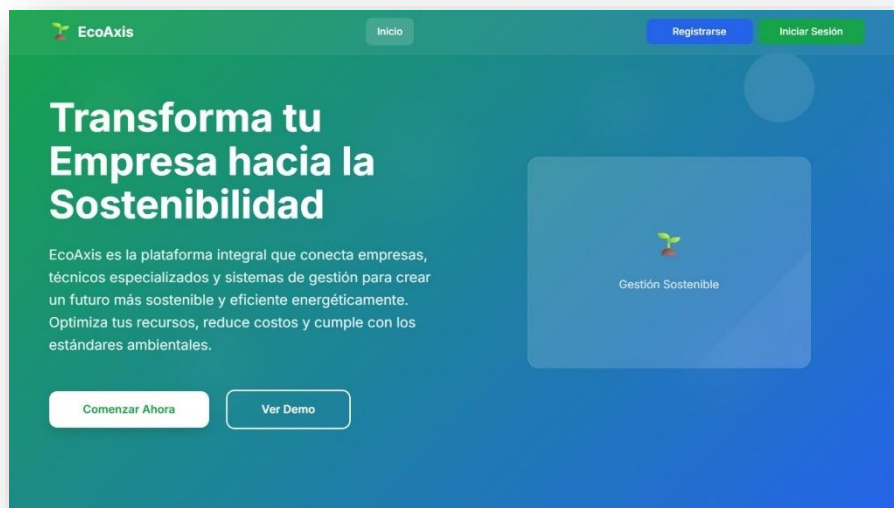 EcoAxis
Inicio
Registrarse
Iniciar Sesión
Transforma tu
Empresa hacia la
Sostenibilidad
EcoAxis es la plataforma integral que conecta empresas,
técnicos especializados y sistemas de gestión para crear
un futuro más sostenible y eficiente energéticamente.
Optimiza tus recursos, reduce costos y cumple con los
estándares ambientales.
Gestión Sostenible
Comenzar Ahora
Ver Demo